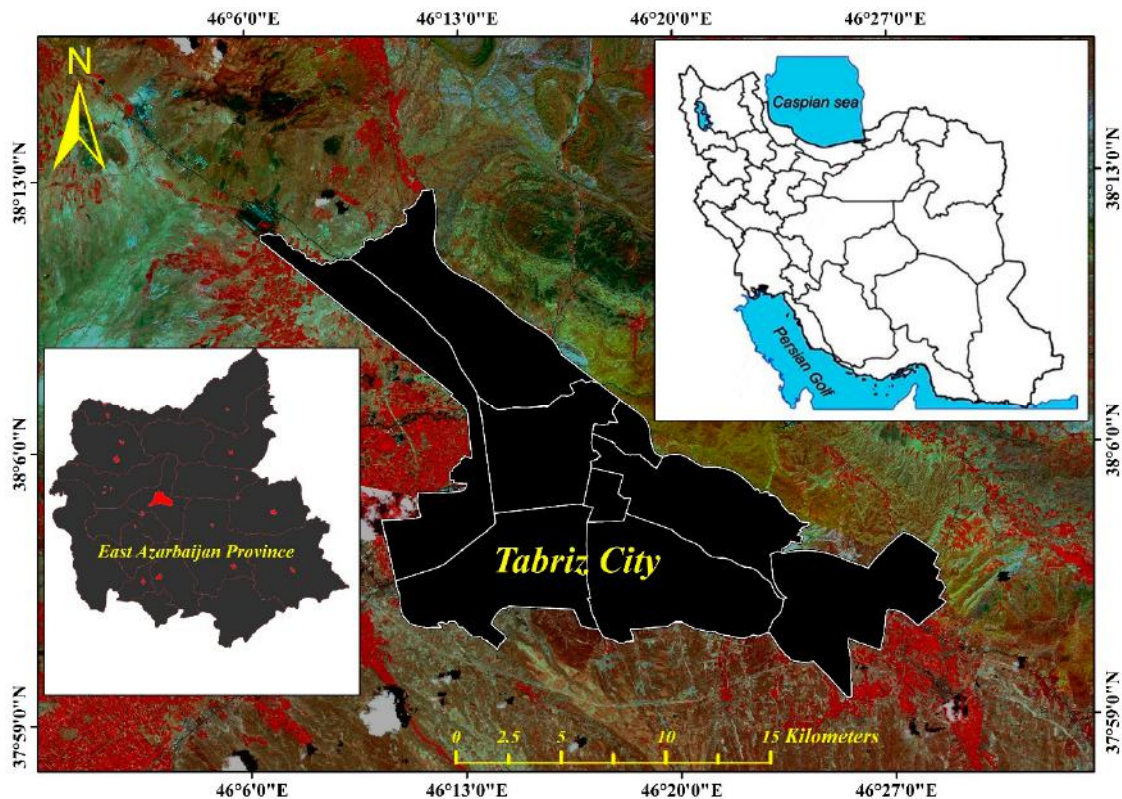 46°6'0"E 46°13'0"E 46°20'0"E 46°27'0"E
N
Caspian sea
38°13'0"N 38°13'0"N
Persian Golf
38°6'0"N 38°6'0"N
East Azarbaijan Province
Tabriz City
37°59'0"N 37°59'0"N
0 2.5 5 10 15 Kilometers
46°6'0"E 46°13'0"E 46°20'0"E 46°27'0"E